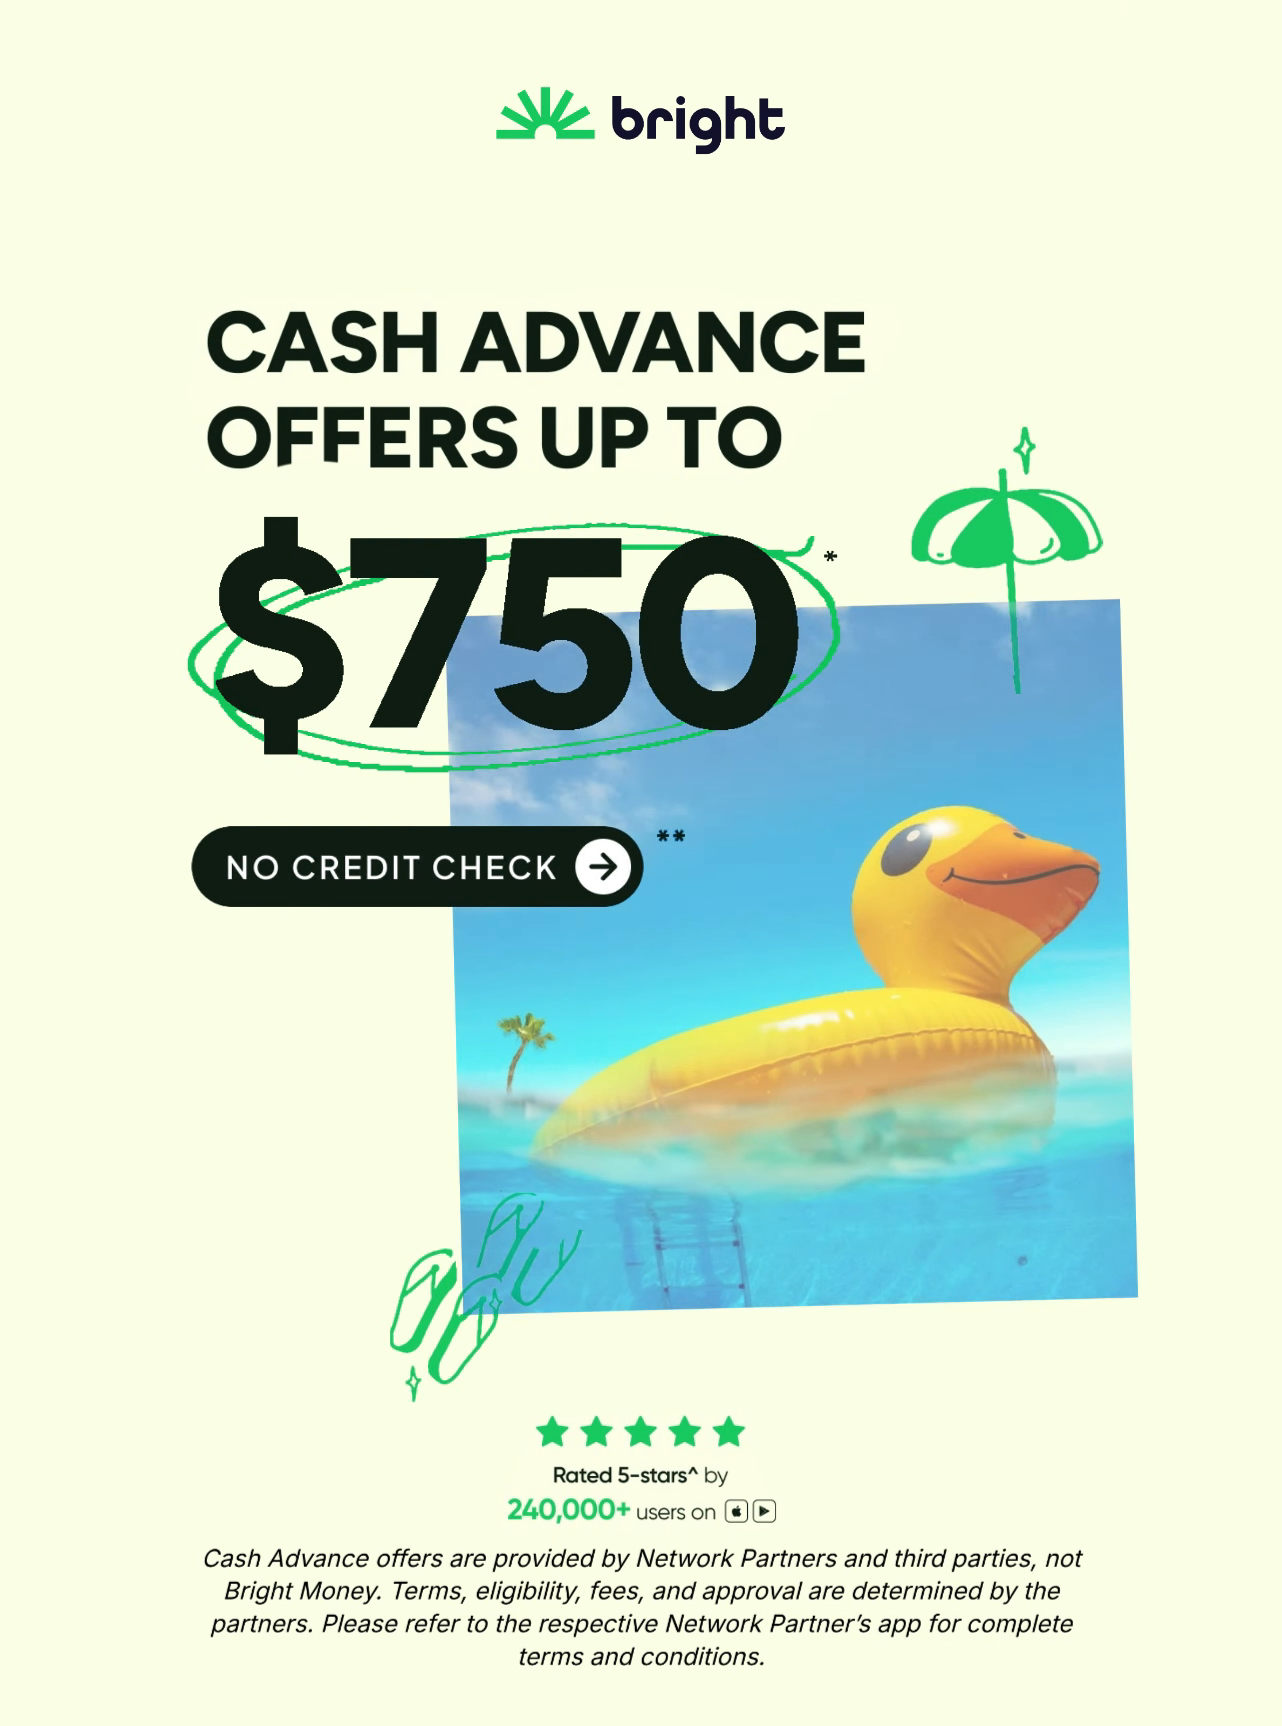 bright
CASH ADVANCE
OFFERS UP TO
$750*
NO CREDIT CHECK**
Rated 5-stars^ by
240,000+ users on
Cash Advance offers are provided by Network Partners and third parties, not
Bright Money. Terms, eligibility, fees, and approval are determined by the
partners. Please refer to the respective Network Partner’s app for complete
terms and conditions.